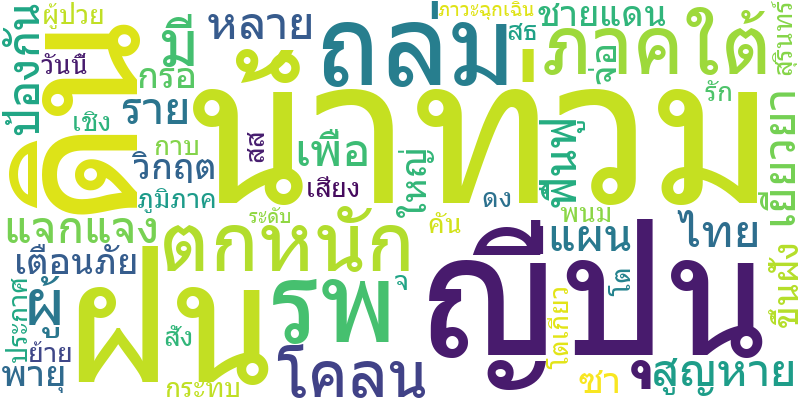 ผู้ป่วย
ภาวะฉุกเฉิน
ชายแดน
หลาย
มี
ถล่ม
สธ
ภาคใต้
สุรินทร์
ป้องกัน
ดิน
วันนี้
กรอ
ราย
น้ำท่วม
รัก
เชิง
กาบ
สส
เพื่อ
ฟื้นฟู
เยียวยา
วิกฤต
เสียง
ใหญ่
ดง
ภูมิภาค
ระดับ
คัน
พนม
แจกแจง
ตกหนัก
แผ่น
ไทย
เตือนภัย
ฝน
รพ
ญี่ปุ่น
ขึ้นฝั่ง
ประกาศ
ผู้
สั่ง
โต
โตเกียว
ย้าย
พายุ
กระทบ
โคลน
ซา
สูญหาย